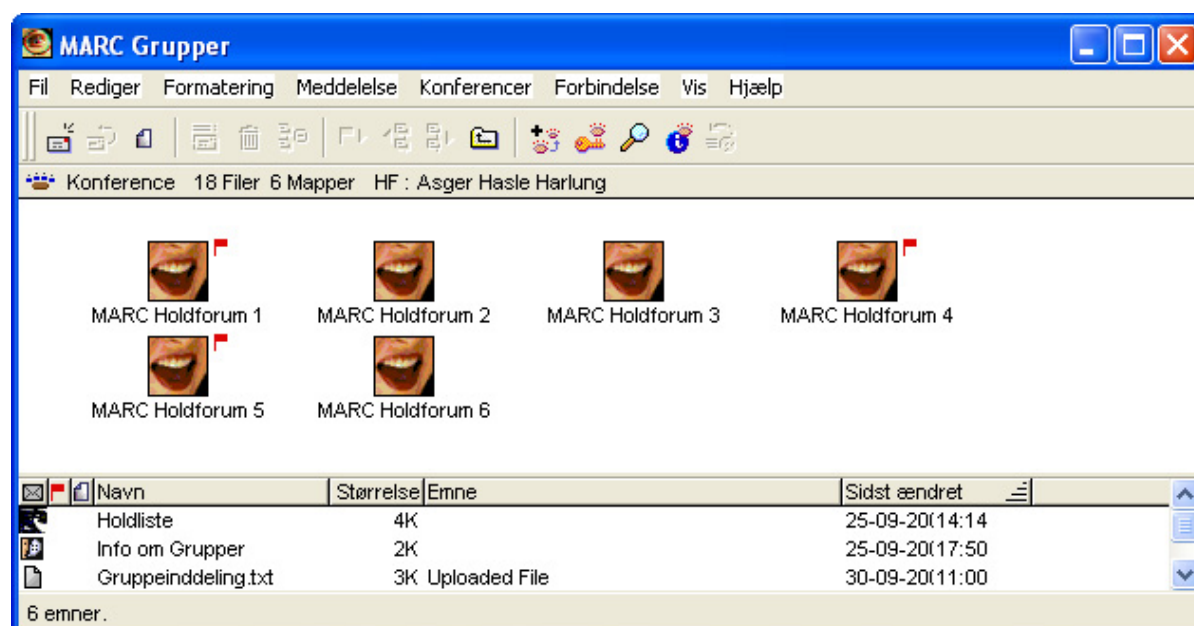 MARC Grupper
Fil Rediger Formatering Meddelelse Konferencer Forbindelse Vis Hjælp
Konference 18 Filer 6 Mapper HF : Asger Hasle Harlung
MARC Holdforum 1 MARC Holdforum 2 MARC Holdforum 3 MARC Holdforum 4
MARC Holdforum 5 MARC Holdforum 6
Navn Størrelse Emne Sidst ændret
Holdliste 4K 25-09-20 14:14
Info om Grupper 2K 25-09-20 17:50
Gruppeinddeling.txt 3K Uploaded File 30-09-20 11:00
6 emner.